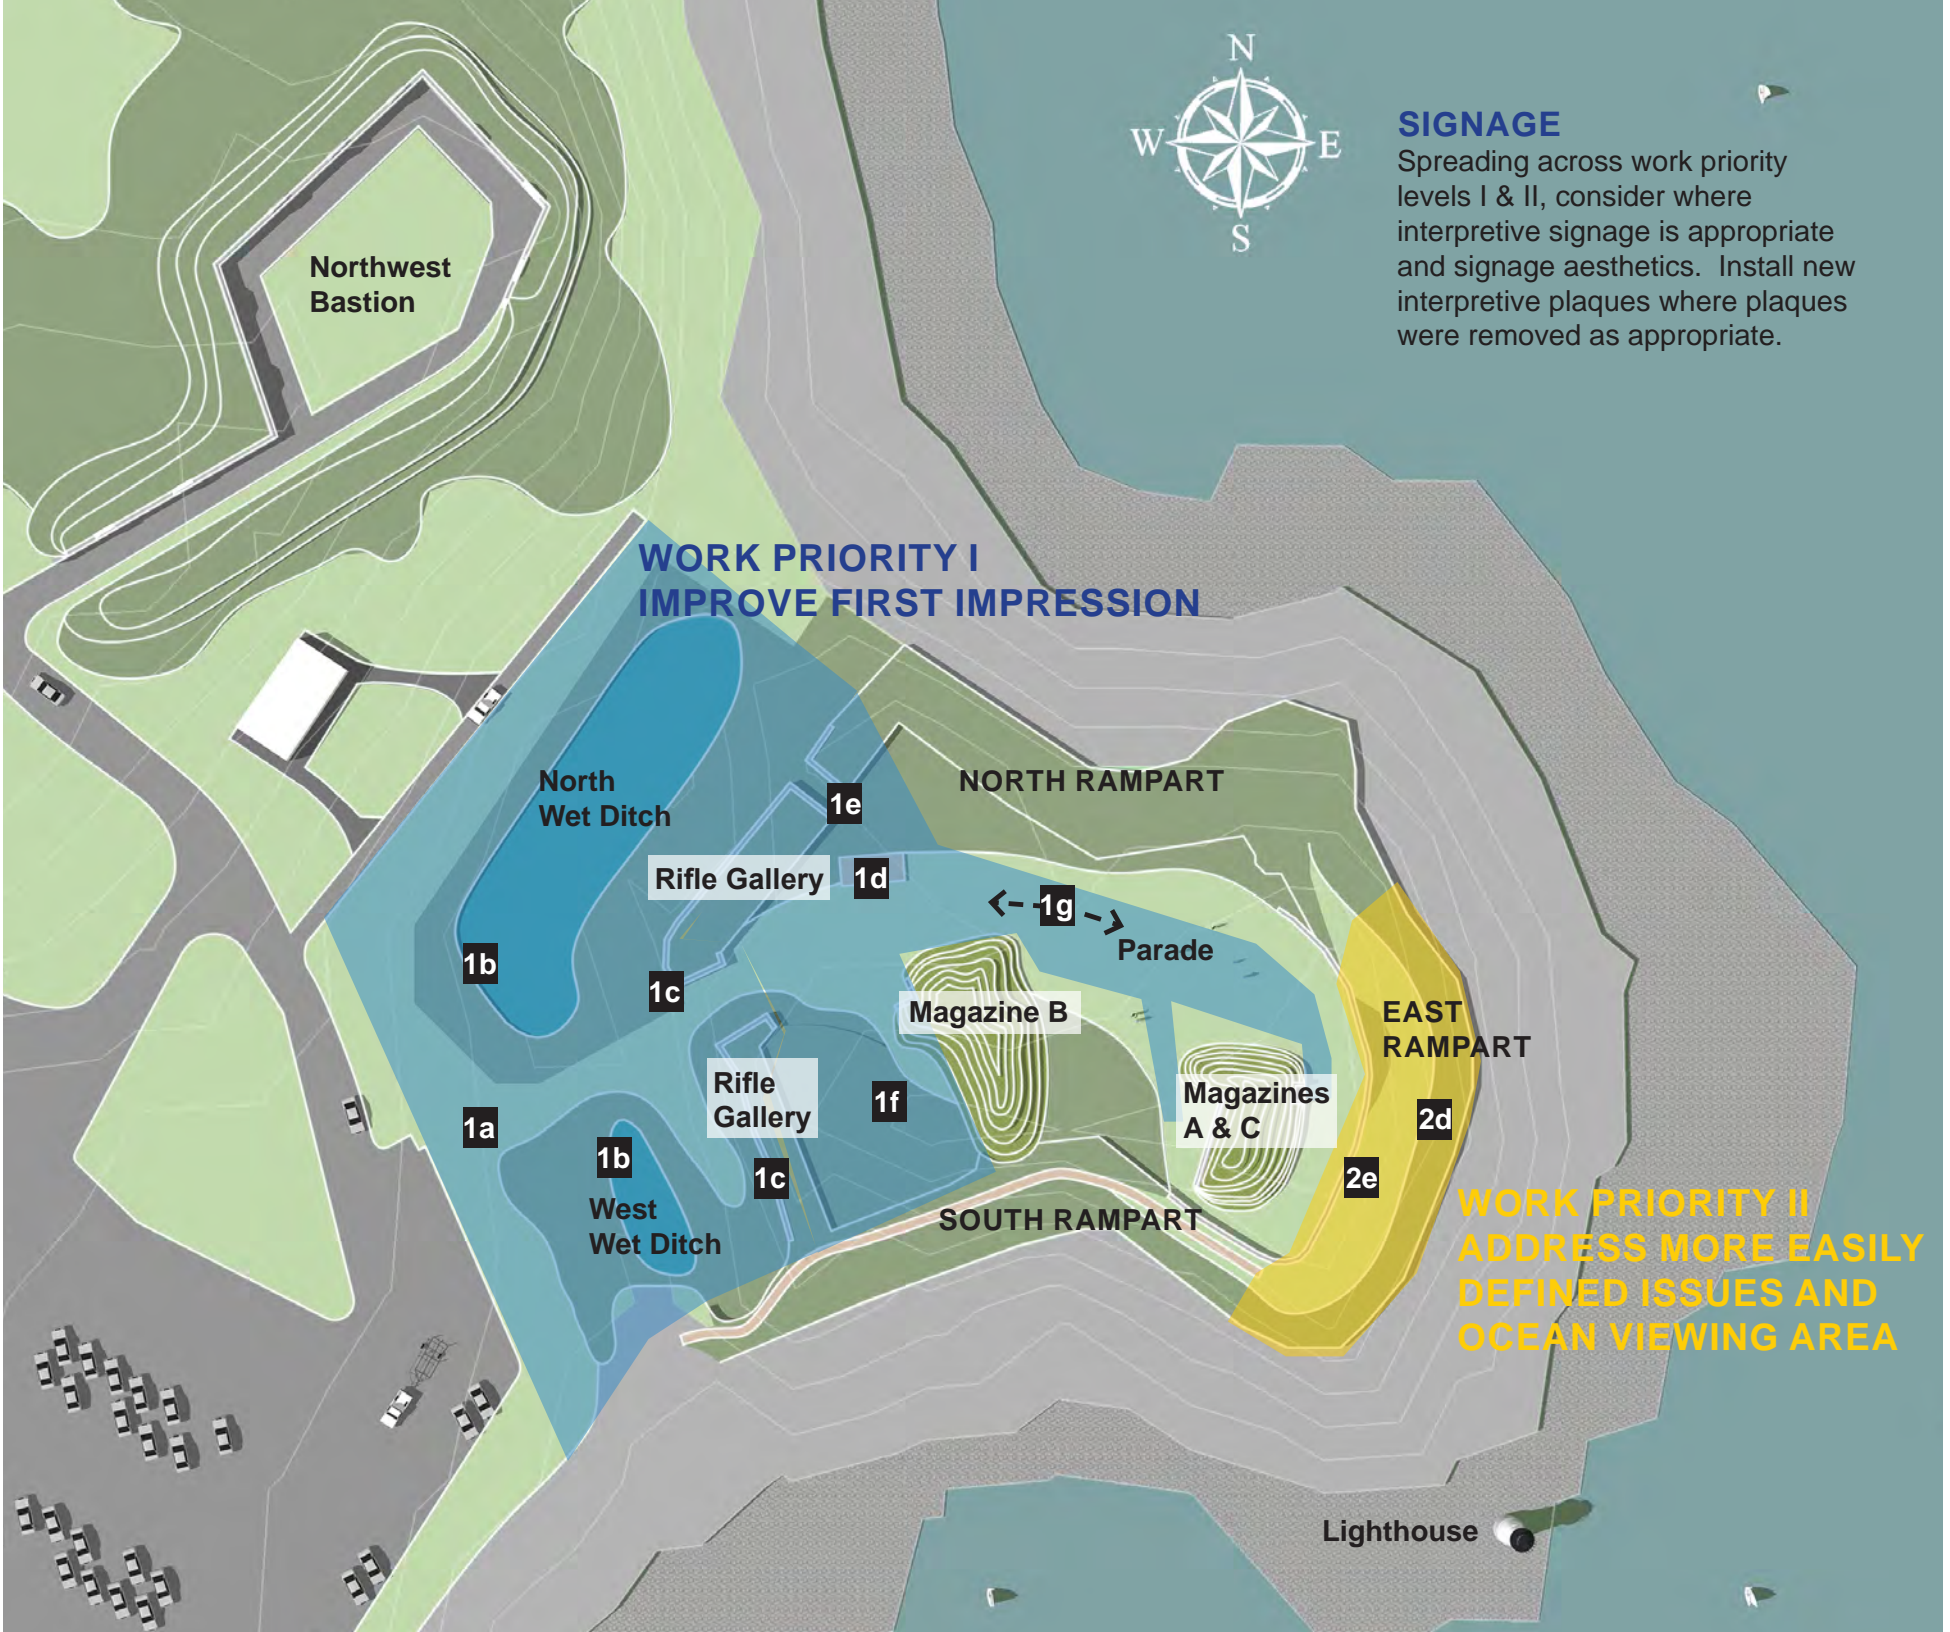 N
W
E
S
SIGNAGE
Spreading across work priority
levels I & II, consider where
interpretive signage is appropriate
and signage aesthetics.  Install new
interpretive plaques where plaques
were removed as appropriate.
Northwest
Bastion
WORK PRIORITY I
IMPROVE FIRST IMPRESSION
North
Wet Ditch
NORTH RAMPART
1e
Rifle Gallery
1d
1g
Parade
1b
1c
Magazine B
EAST
RAMPART
Rifle
Gallery
1f
Magazines
A & C
1a
2d
1b
1c
2e
West
Wet Ditch
SOUTH RAMPART
WORK PRIORITY II
ADDRESS MORE EASILY
DEFINED ISSUES AND
OCEAN VIEWING AREA
Lighthouse